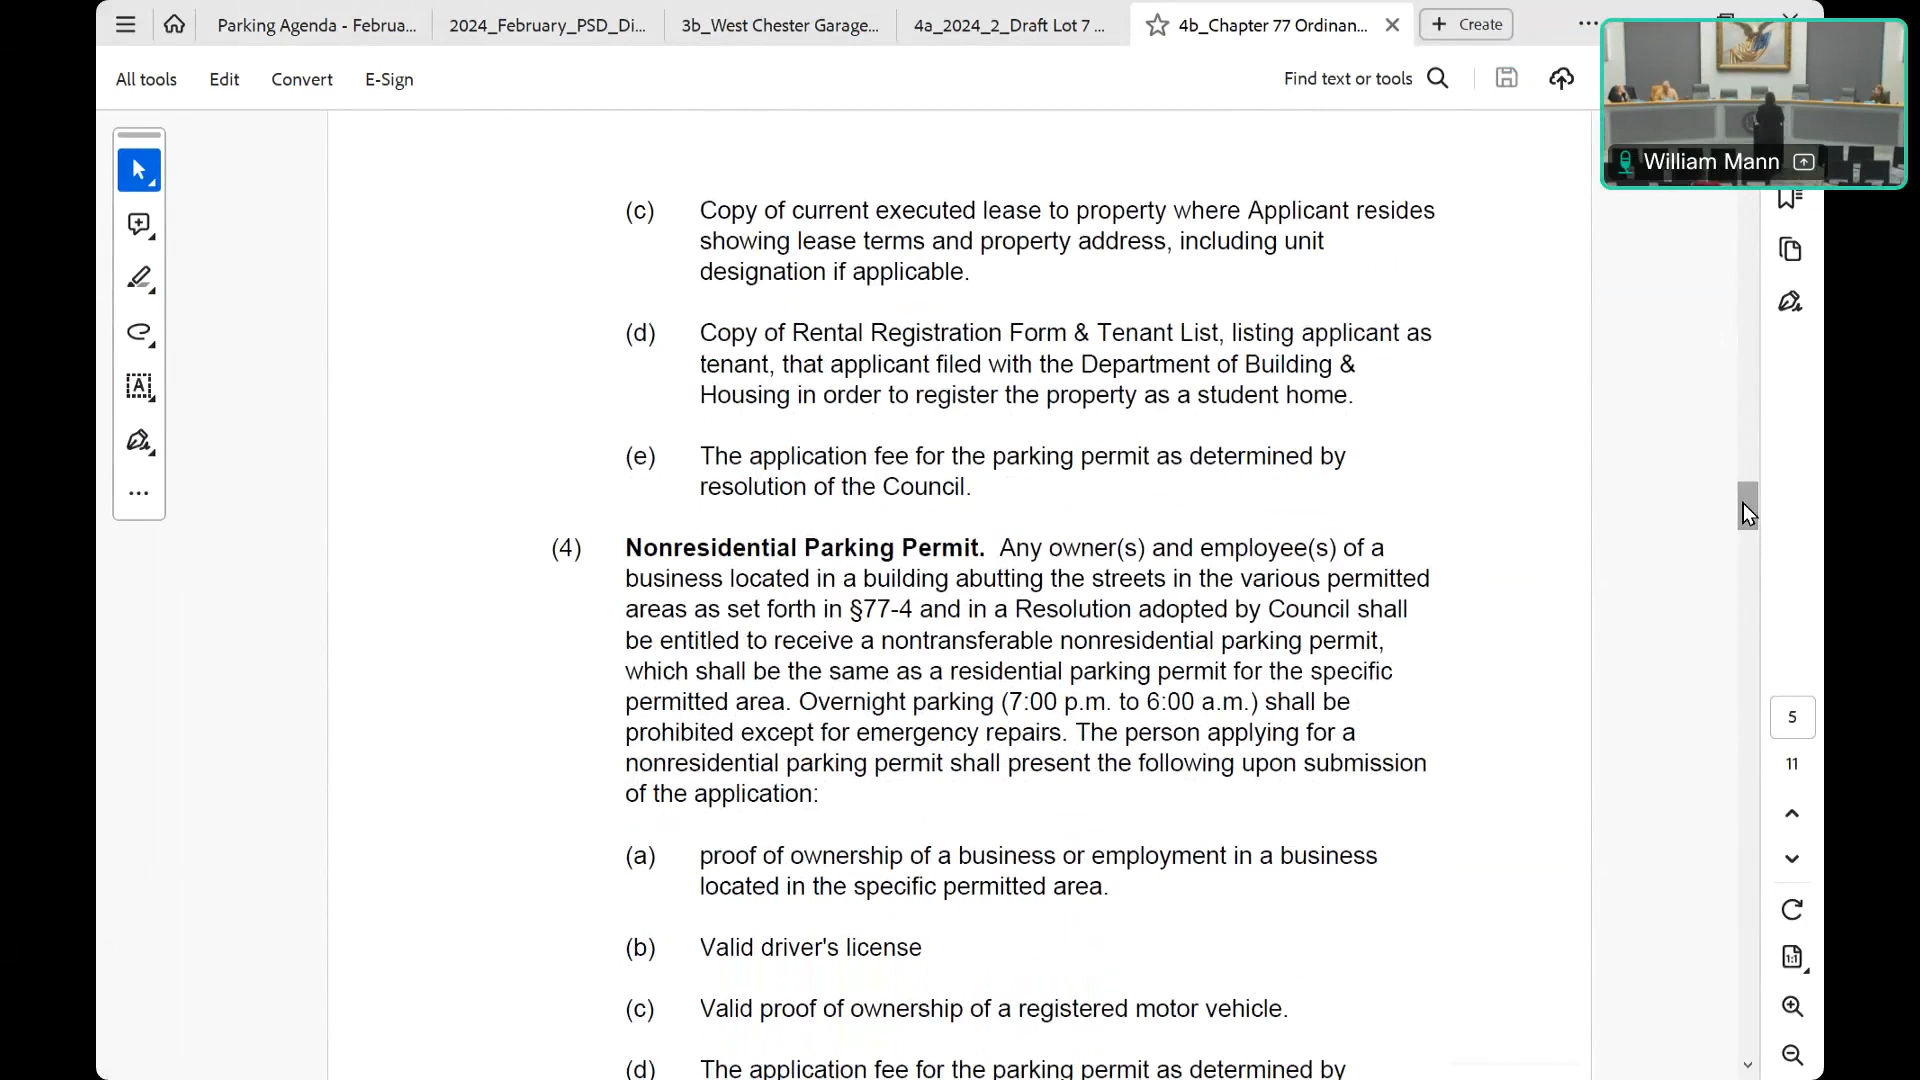 Parking Agenda - Februa...
2024_February_PSD_Di...
3b_West Chester Garage...
4a_2024_2_Draft Lot 7 ...
4b_Chapter 77 Ordinan...
Create
All tools
Edit
Convert
E-Sign
Find text or tools
William Mann
(c) Copy of current executed lease to property where Applicant resides
showing lease terms and property address, including unit
designation if applicable.
(d) Copy of Rental Registration Form & Tenant List, listing applicant as
tenant, that applicant filed with the Department of Building &
Housing in order to register the property as a student home.
(e) The application fee for the parking permit as determined by
resolution of the Council.
(4) Nonresidential Parking Permit. Any owner(s) and employee(s) of a
business located in a building abutting the streets in the various permitted
areas as set forth in §77-4 and in a Resolution adopted by Council shall
be entitled to receive a nontransferable nonresidential parking permit,
which shall be the same as a residential parking permit for the specific
permitted area. Overnight parking (7:00 p.m. to 6:00 a.m.) shall be
prohibited except for emergency repairs. The person applying for a
nonresidential parking permit shall present the following upon submission
of the application:
(a) proof of ownership of a business or employment in a business
located in the specific permitted area.
(b) Valid driver's license
(c) Valid proof of ownership of a registered motor vehicle.
(d) The application fee for the parking permit as determined by
5
11
1:1